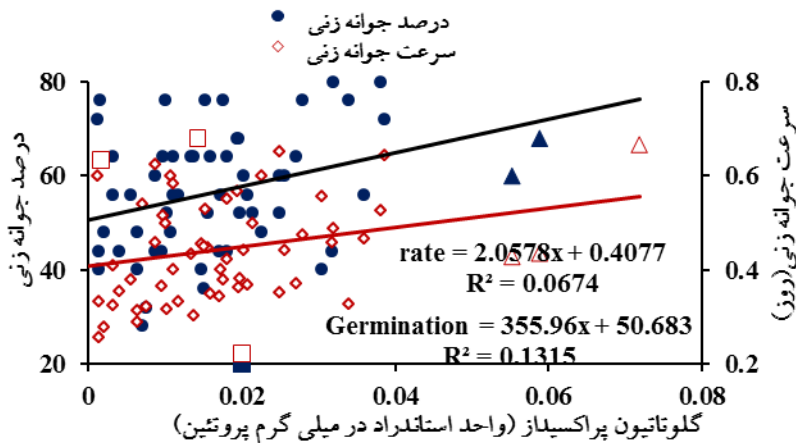 درصد جوانه زنی
سرعت جوانه زنی
80
60
40
20
درصد جوانه زنی
0.8
0.6
0.4
0.2
سرعت جوانه زنی(روز)
rate = 2.0578x + 0.4077
R² = 0.0674
Germination = 355.96x + 50.683
R² = 0.1315
0
0.02
0.04
0.06
0.08
گلوتاتیون پراکسیداز (واحد استاندراد در میلی گرم پروتئین)